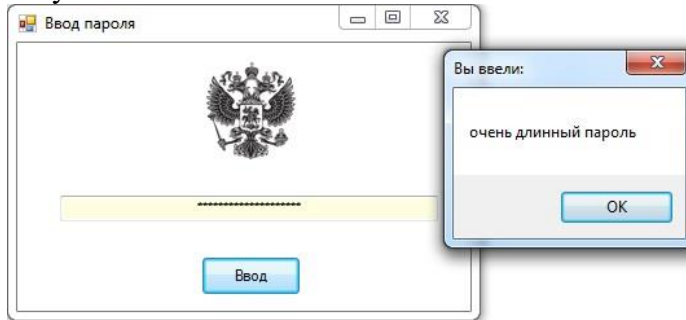 Ввод пароля
Вы ввели:
очень длинный пароль
OK
********************
Ввод